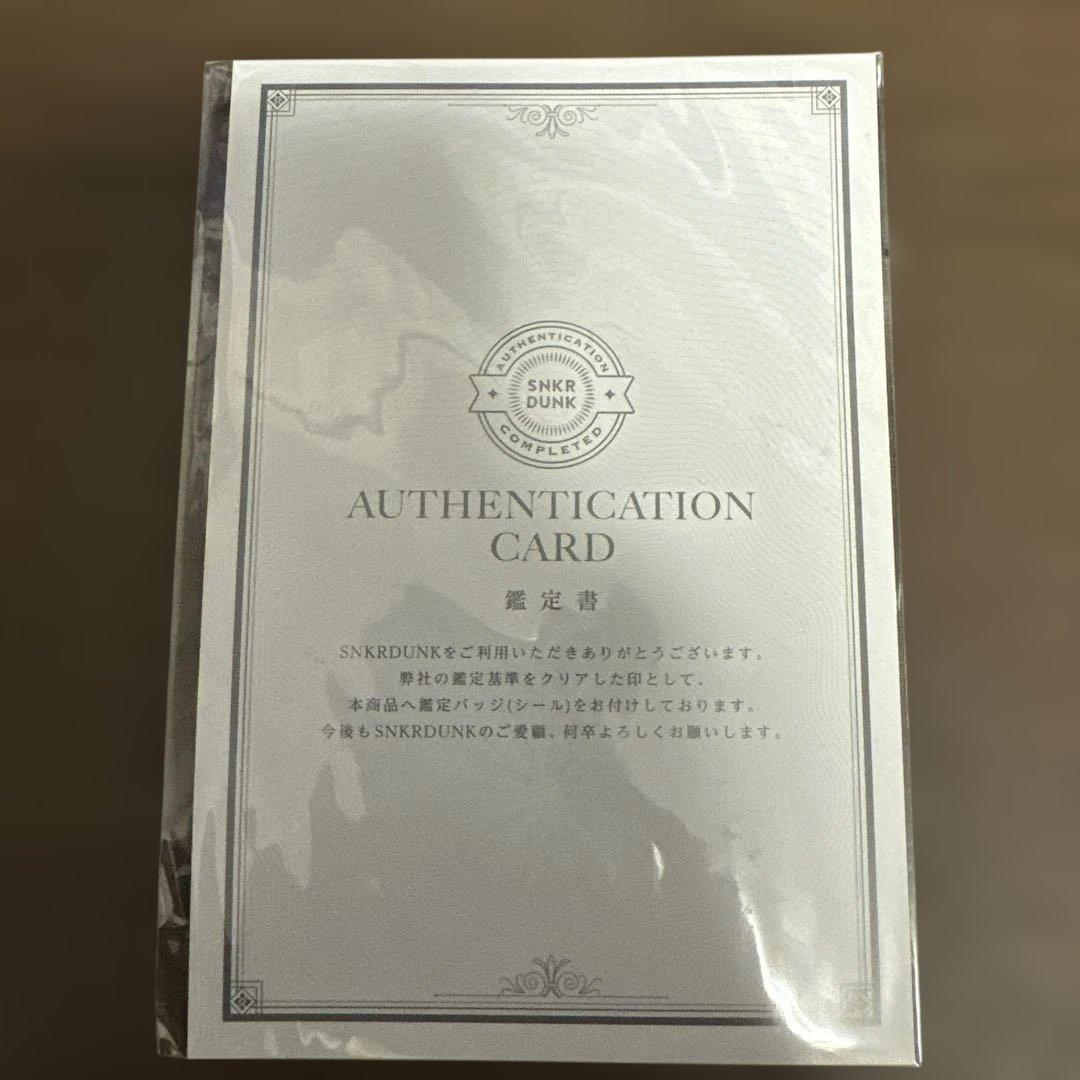 AUTHENTICATION
SNKR
DUNK
COMPLETED
AUTHENTICATION
CARD
鑑定書
SNKRDUNKをご利用いただきありがとうございます。
弊社の鑑定基準をクリアした印として、
本商品へ鑑定バッジ(シール)をお付けしております。
今後もSNKRDUNKのご愛顧、何卒よろしくお願いします。